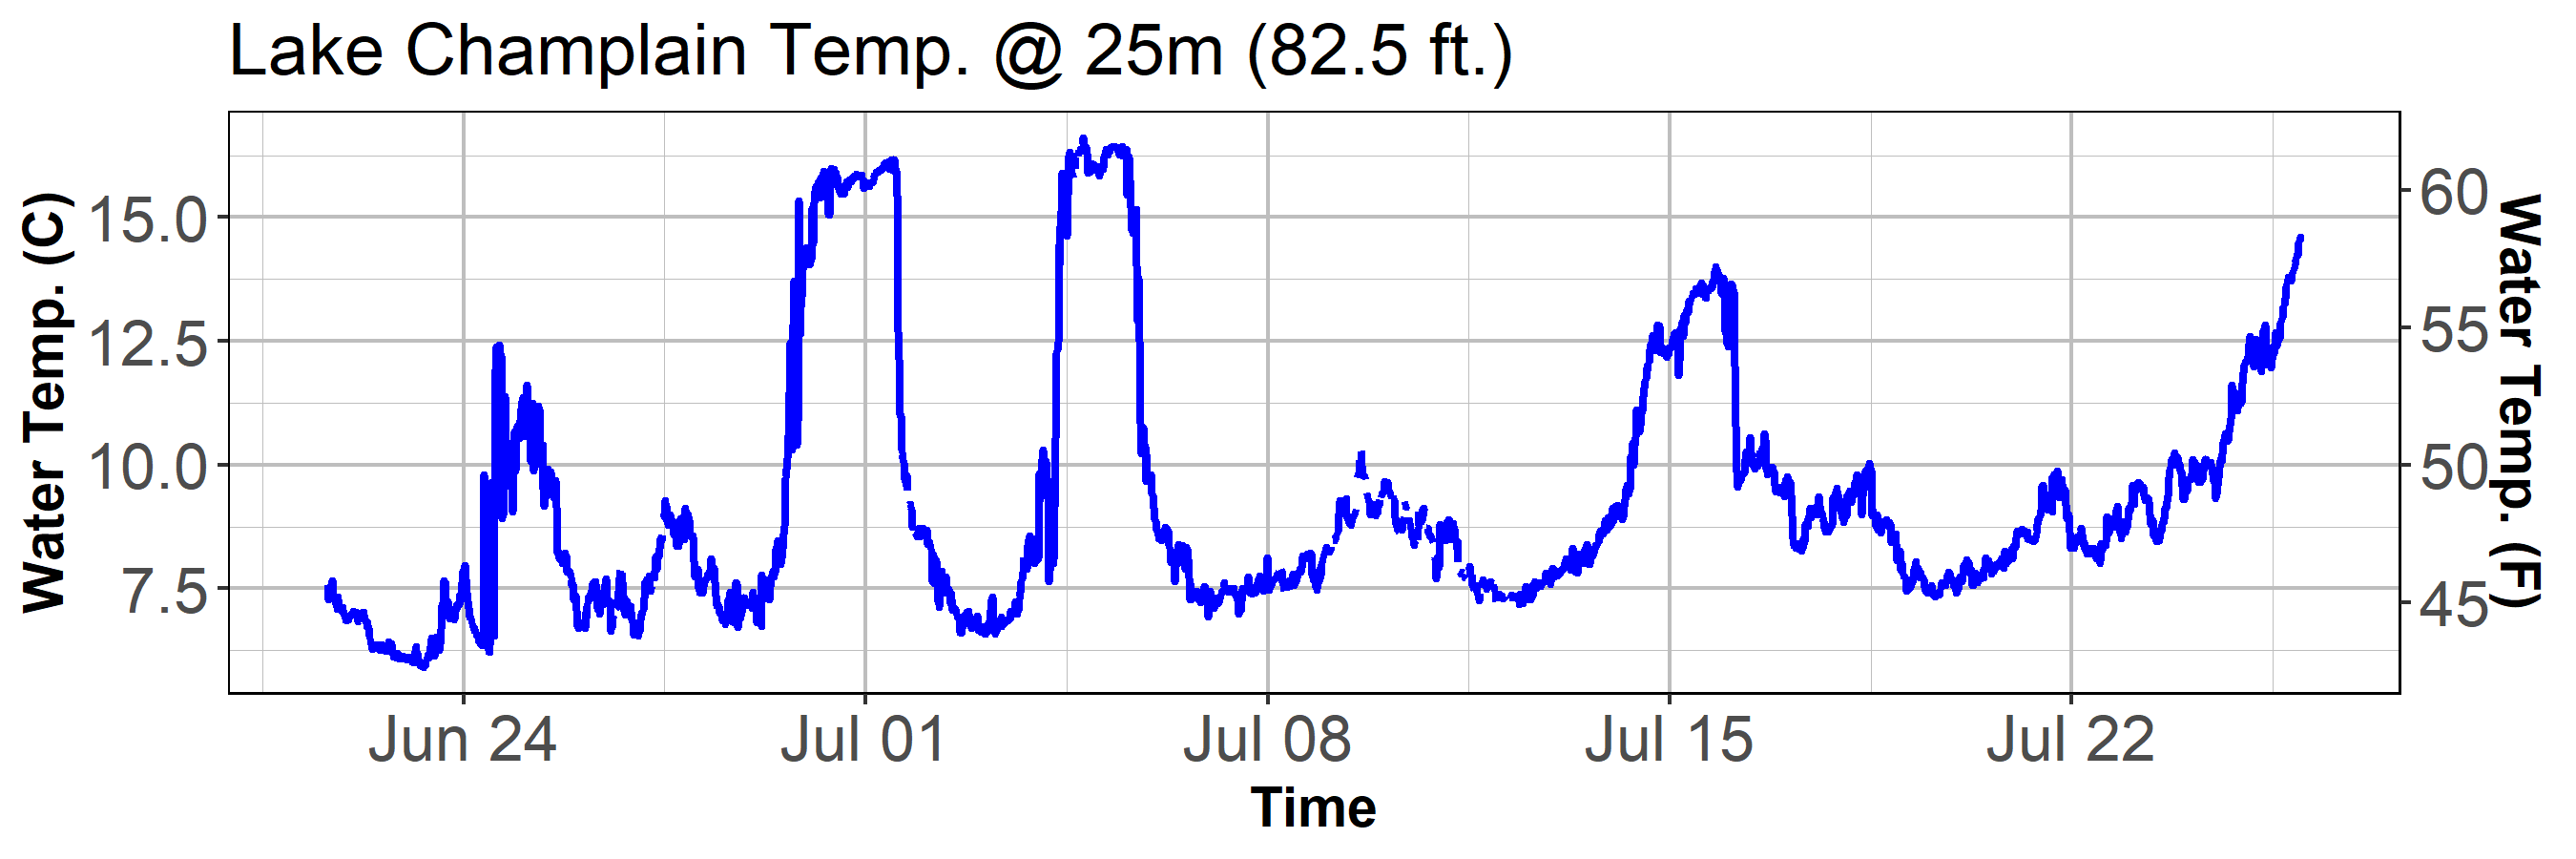 Lake Champlain Temp. @ 25m (82.5 ft.)
Water Temp. (C)
15.0
12.5
10.0
7.5
60
55
50
45
Water Temp. (F)
Jun 24
Jul 01
Jul 08
Jul 15
Jul 22
Time